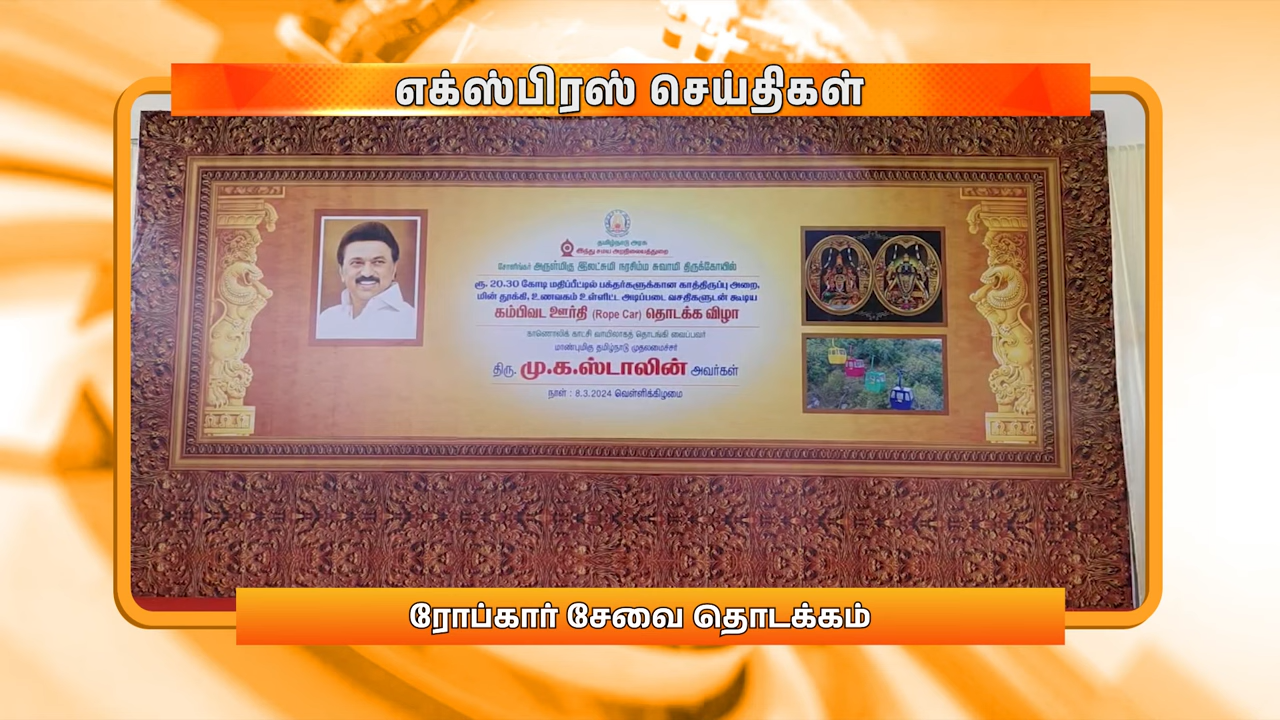 எக்ஸ்பிரஸ் செய்திகள்
தமிழ்நாடு அரசு
இந்து சமய அறநிலையத்துறை
சோளிங்கர் அருள்மிகு இலட்சுமி நரசிம்ம சுவாமி திருக்கோயில்
ரூ. 20.30 கோடி மதிப்பீட்டில் பக்தர்களுக்கான காத்திருப்பு அறை,
மின் தூக்கி, உணவகம் உள்ளிட்ட அடிப்படை வசதிகளுடன் கூடிய
கம்பிவட ஊர்தி (Rope Car) தொடக்க விழா
காணொலிக் காட்சி வாயிலாகத் தொடங்கி வைப்பவர்
மாண்புமிகு தமிழ்நாடு முதலமைச்சர்
திரு. மு.க.ஸ்டாலின் அவர்கள்
நாள் : 8.3.2024 வெள்ளிக்கிழமை
ரோப்கார் சேவை தொடக்கம்